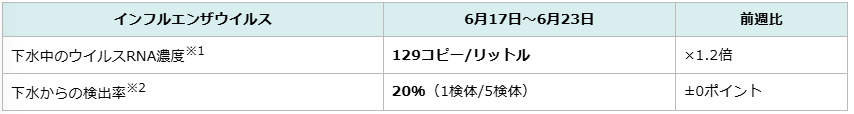 インフルエンザウイルス 6月17日～6月23日 前週比
下水中のウイルスRNA濃度※1 129コピー/リットル ×1.2倍
下水からの検出率※2 20%（1検体/5検体） ±0ポイント